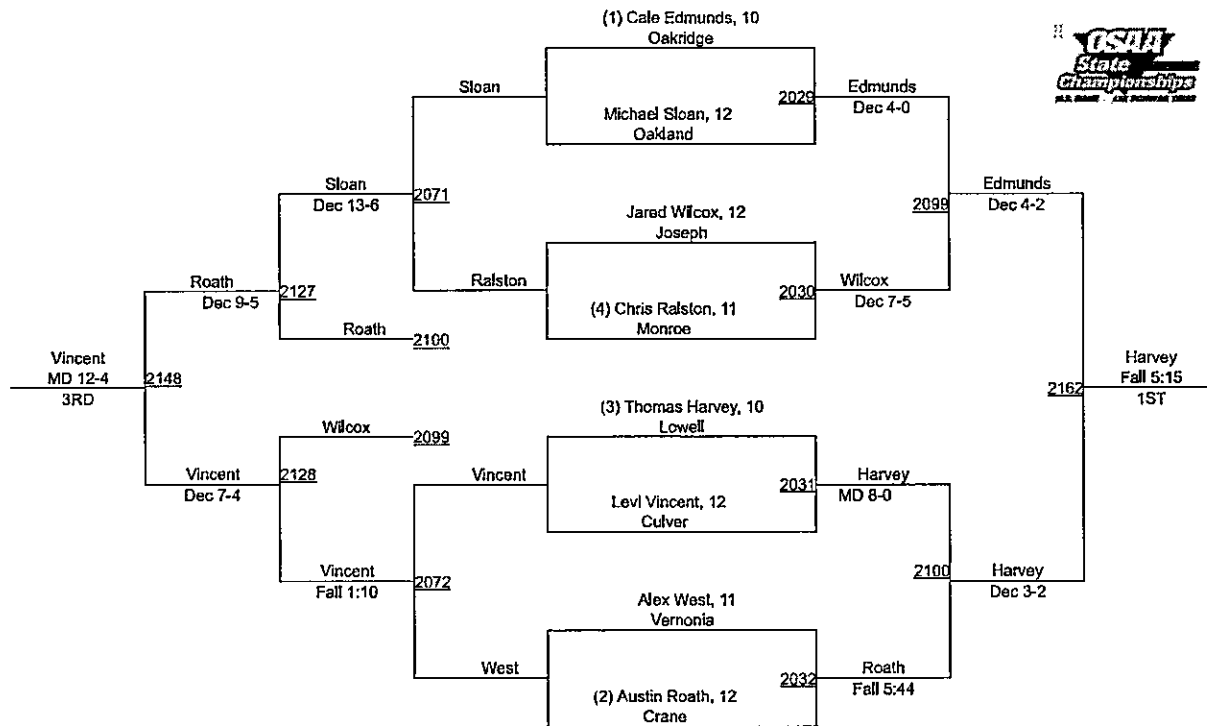 (1) Cale Edmunds, 10
Oakridge
OSAA
State
Championships
Sloan
2029
Edmunds
Dec 4-0
Michael Sloan, 12
Oakland
Sloan
Dec 13-6
2071
2099
Edmunds
Dec 4-2
Jared Wilcox, 12
Joseph
Roath
Dec 9-5
2127
Ralston
2030
Wilcox
Dec 7-5
(4) Chris Ralston, 11
Monroe
Roath
2100
Vincent
MD 12-4
3RD
2148
2162
Harvey
Fall 5:15
1ST
(3) Thomas Harvey, 10
Lowell
Wilcox
2099
Vincent
Dec 7-4
2128
Vincent
2031
Harvey
MD 8-0
Levi Vincent, 12
Culver
Vincent
Fall 1:10
2072
2100
Harvey
Dec 3-2
Alex West, 11
Vernonia
West
2032
Roath
Fall 5:44
(2) Austin Roath, 12
Crane